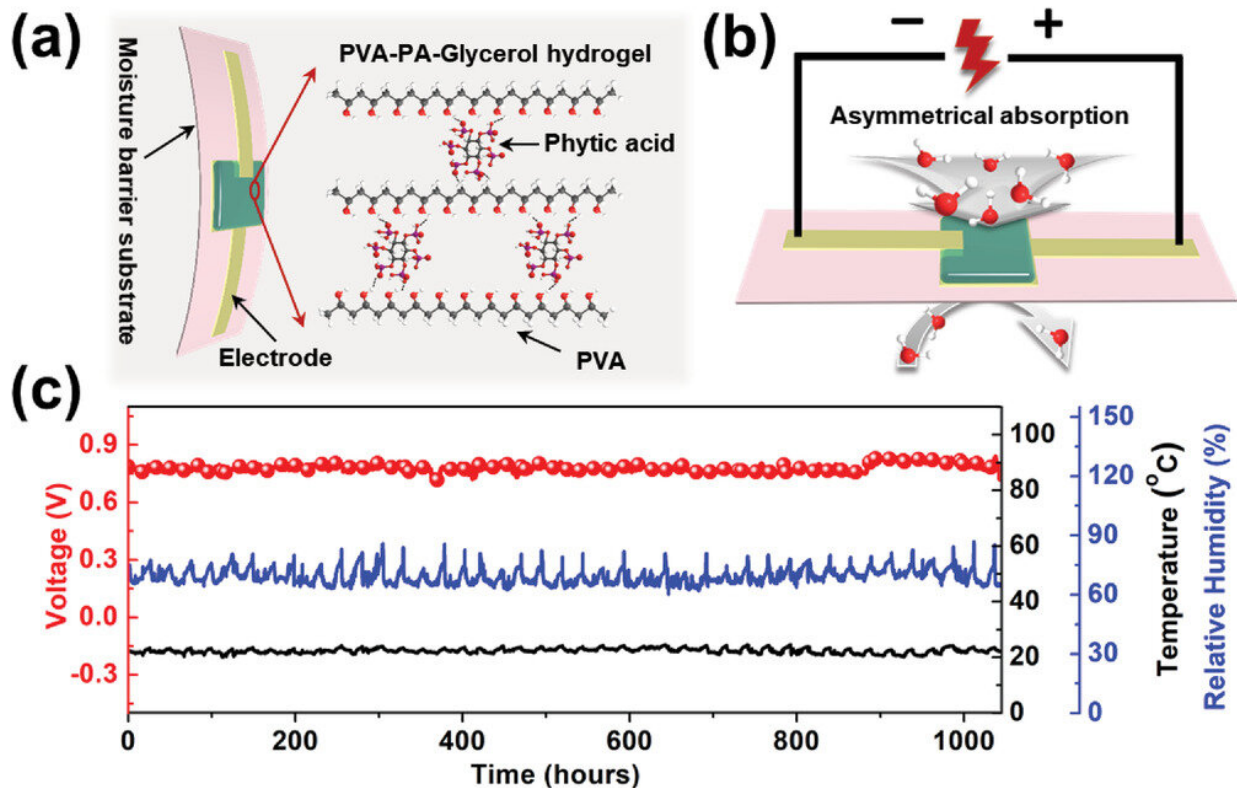 (a)
Moisture barrier substrate
PVA-PA-Glycerol hydrogel
Phytic acid
Electrode
PVA
(b)
− +
Asymmetrical absorption
(c)
Voltage (V)
0.9
0.6
0.3
0.0
-0.3
100
80
60
40
20
0
Temperature (°C)
150
120
90
60
30
0
Relative Humidity (%)
0 200 400 600 800 1000
Time (hours)